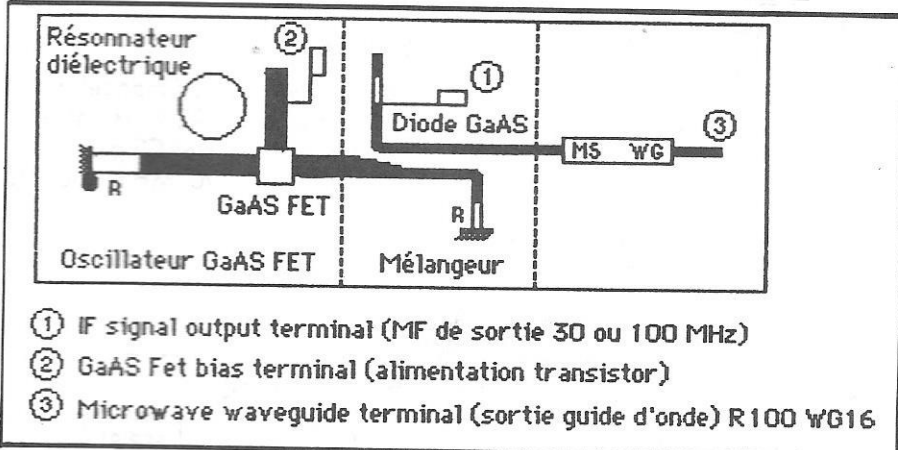 Résonnateur
diélectrique
②
①
Diode GaAS
③
MS WG
R
GaAS FET
R
Oscillateur GaAS FET
Mélangeur
① IF signal output terminal (MF de sortie 30 ou 100 MHz)
② GaAS Fet bias terminal (alimentation transistor)
③ Microwave waveguide terminal (sortie guide d'onde) R100 WG16